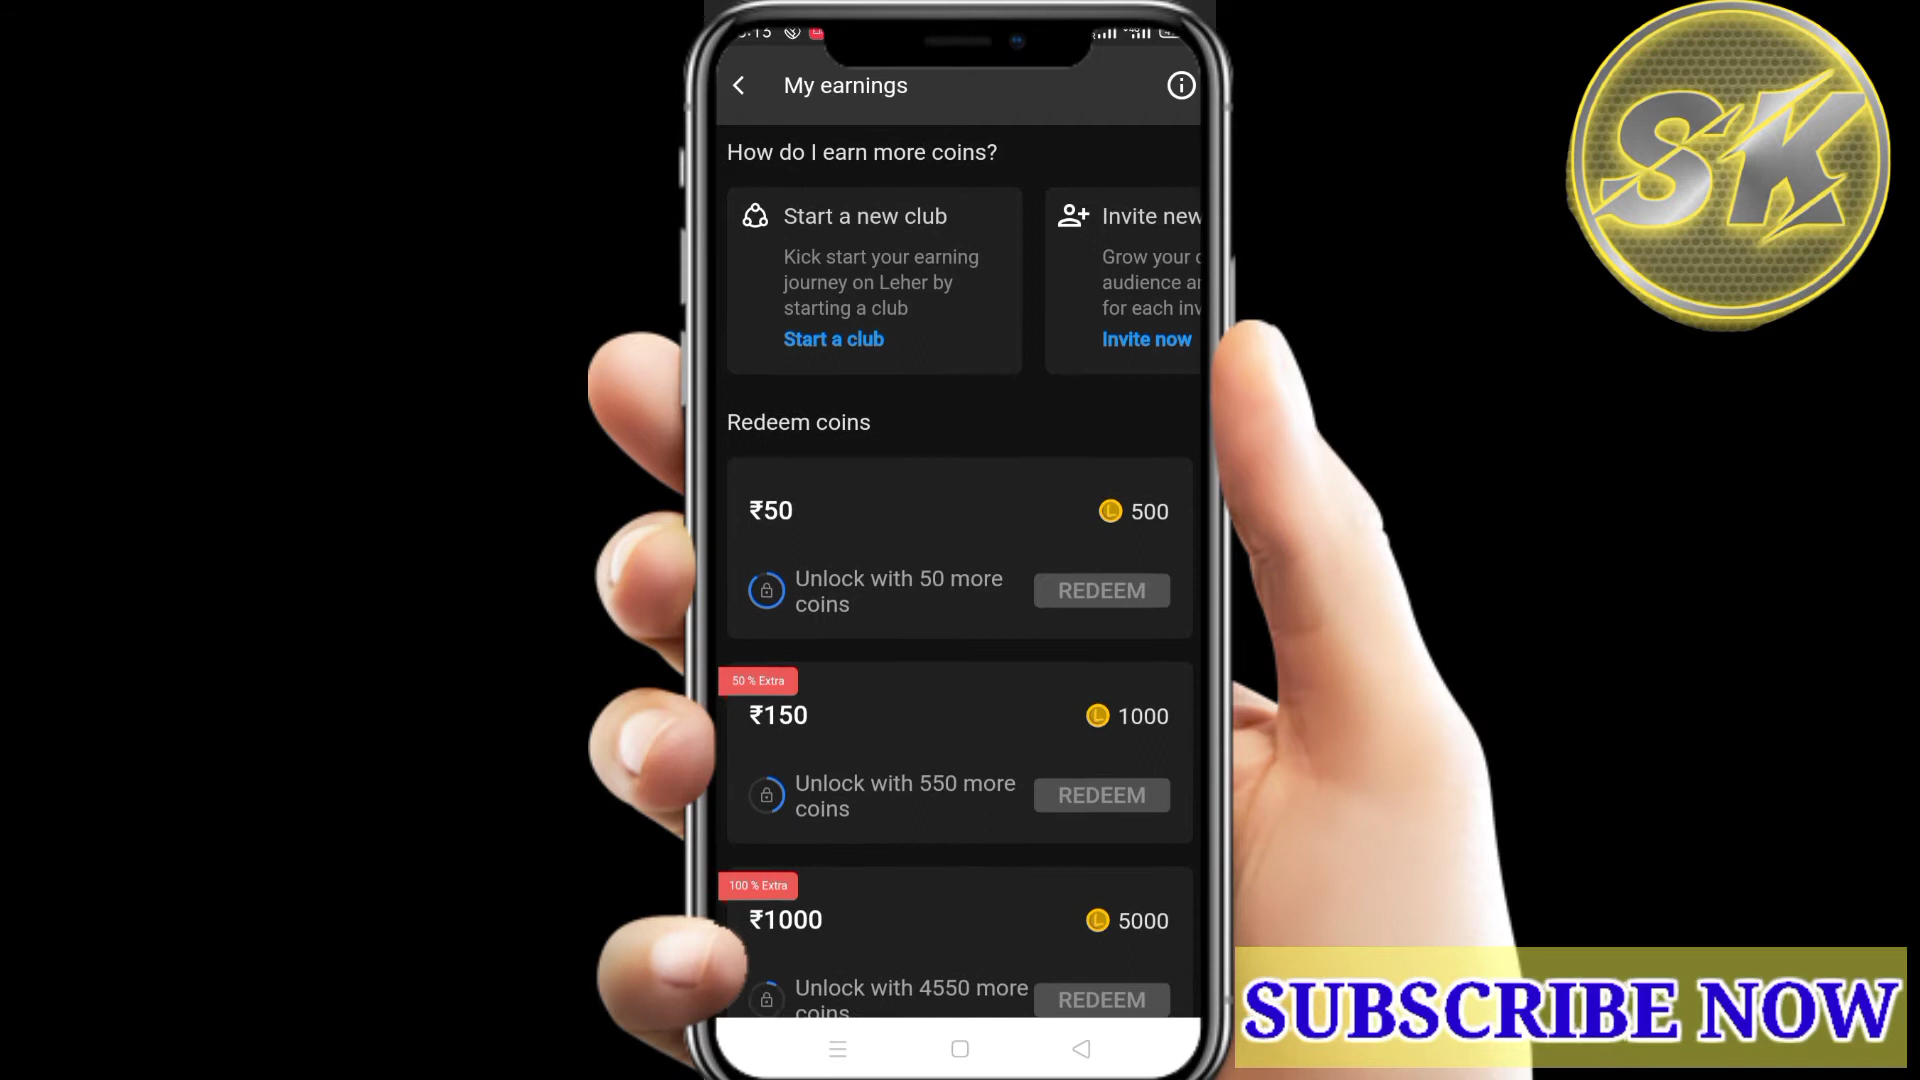 My earnings
How do I earn more coins?
Start a new club
Kick start your earning
journey on Leher by
starting a club
Start a club
Invite new
Grow your
audience
for each
Invite now
Redeem coins
₹50
500
Unlock with 50 more
coins
REDEEM
50 % Extra
₹150
1000
Unlock with 550 more
coins
REDEEM
100 % Extra
₹1000
5000
Unlock with 4550 more
coins
REDEEM
SK
SUBSCRIBE NOW